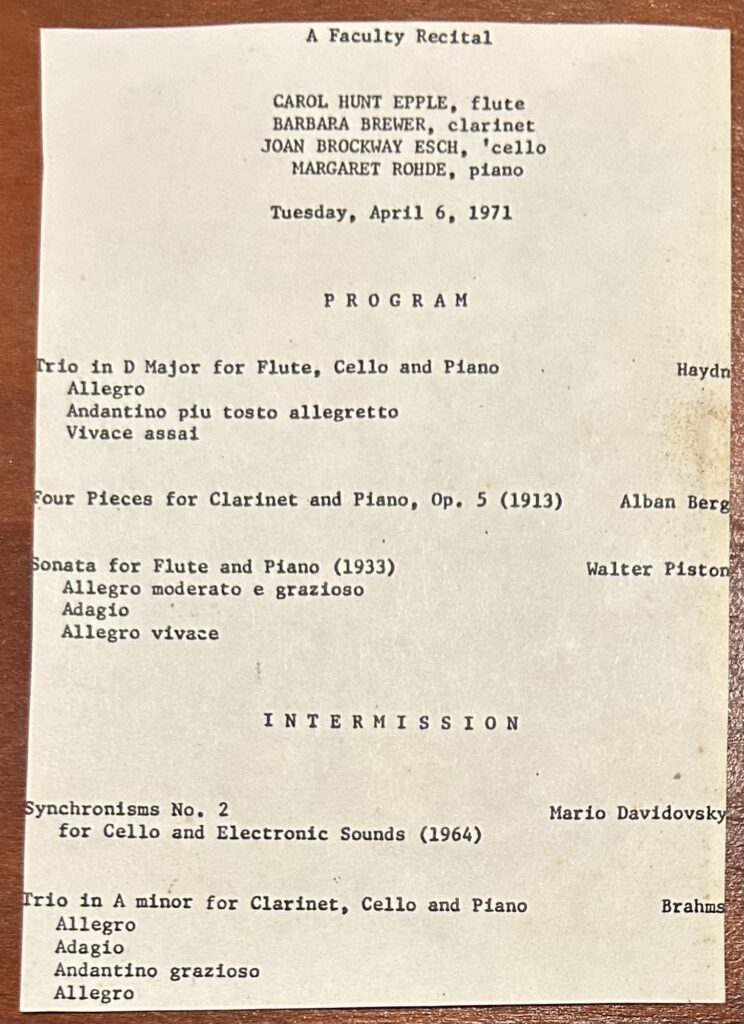 A Faculty Recital
CAROL HUNT EPPLE, flute
BARBARA BREWER, clarinet
JOAN BROCKWAY ESCH, 'cello
MARGARET ROHDE, piano
Tuesday, April 6, 1971
P R O G R A M
Trio in D Major for Flute, Cello and Piano Haydn
Allegro
Andantino piu tosto allegretto
Vivace assai
Four Pieces for Clarinet and Piano, Op. 5 (1913) Alban Berg
Sonata for Flute and Piano (1933) Walter Piston
Allegro moderato e grazioso
Adagio
Allegro vivace
I N T E R M I S S I O N
Synchronisms No. 2 Mario Davidovsky
for Cello and Electronic Sounds (1964)
Trio in A minor for Clarinet, Cello and Piano Brahms
Allegro
Adagio
Andantino grazioso
Allegro